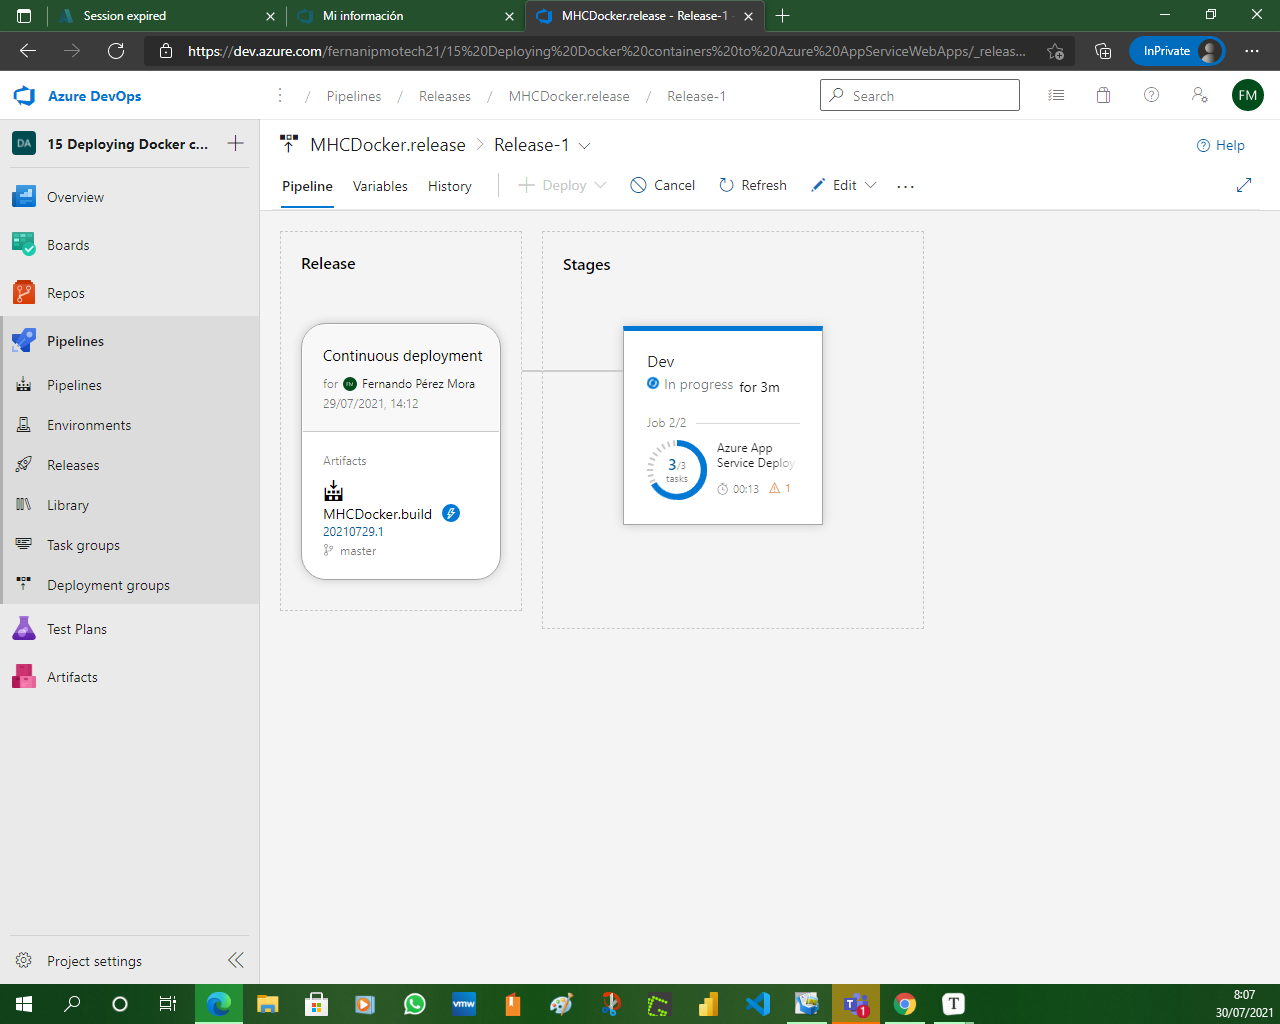 Session expired
Mi información
MHCDocker.release - Release-1 -
https://dev.azure.com/fernanipmotech21/15%20Deploying%20Docker%20containers%20to%20Azure%20AppServiceWebApps/_releas...
InPrivate
Azure DevOps
/ Pipelines / Releases / MHCDocker.release / Release-1
Search
FM
DA 15 Deploying Docker c...
MHCDocker.release > Release-1
Help
Pipeline
Variables
History
Deploy
Cancel
Refresh
Edit
...
Overview
Boards
Repos
Pipelines
Pipelines
Environments
Releases
Library
Task groups
Deployment groups
Test Plans
Artifacts
Project settings
Release
Continuous deployment
for FM Fernando Pérez Mora
29/07/2021, 14:12
Artifacts
MHCDocker.build
20210729.1
master
Stages
Dev
In progress for 3m
Job 2/2
3/3
tasks
Azure App
Service Deploy
00:13 1
vmw
1
T
8:07
30/07/2021